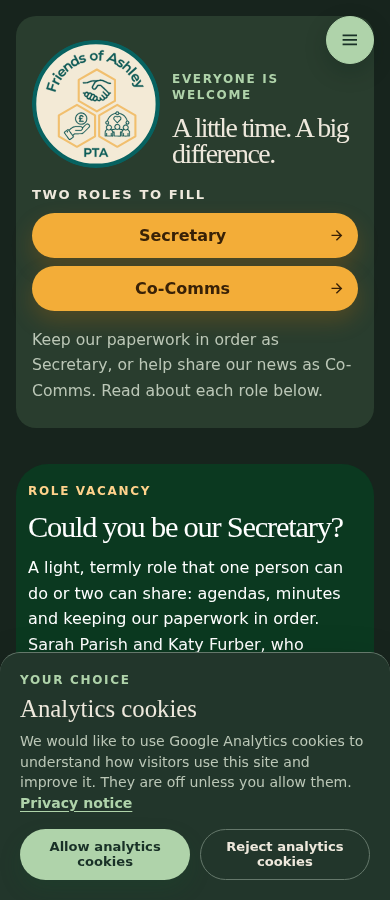 Friends of Ashley
£
PTA
EVERYONE IS
WELCOME
A little time. A big
difference.
TWO ROLES TO FILL
Secretary
Co-Comms
Keep our paperwork in order as
Secretary, or help share our news as Co-
Comms. Read about each role below.
ROLE VACANCY
Could you be our Secretary?
A light, termly role that one person can
do or two can share: agendas, minutes
and keeping our paperwork in order.
Sarah Parish and Katy Furber, who
YOUR CHOICE
Analytics cookies
We would like to use Google Analytics cookies to
understand how visitors use this site and
improve it. They are off unless you allow them.
Privacy notice
Allow analytics
cookies
Reject analytics
cookies